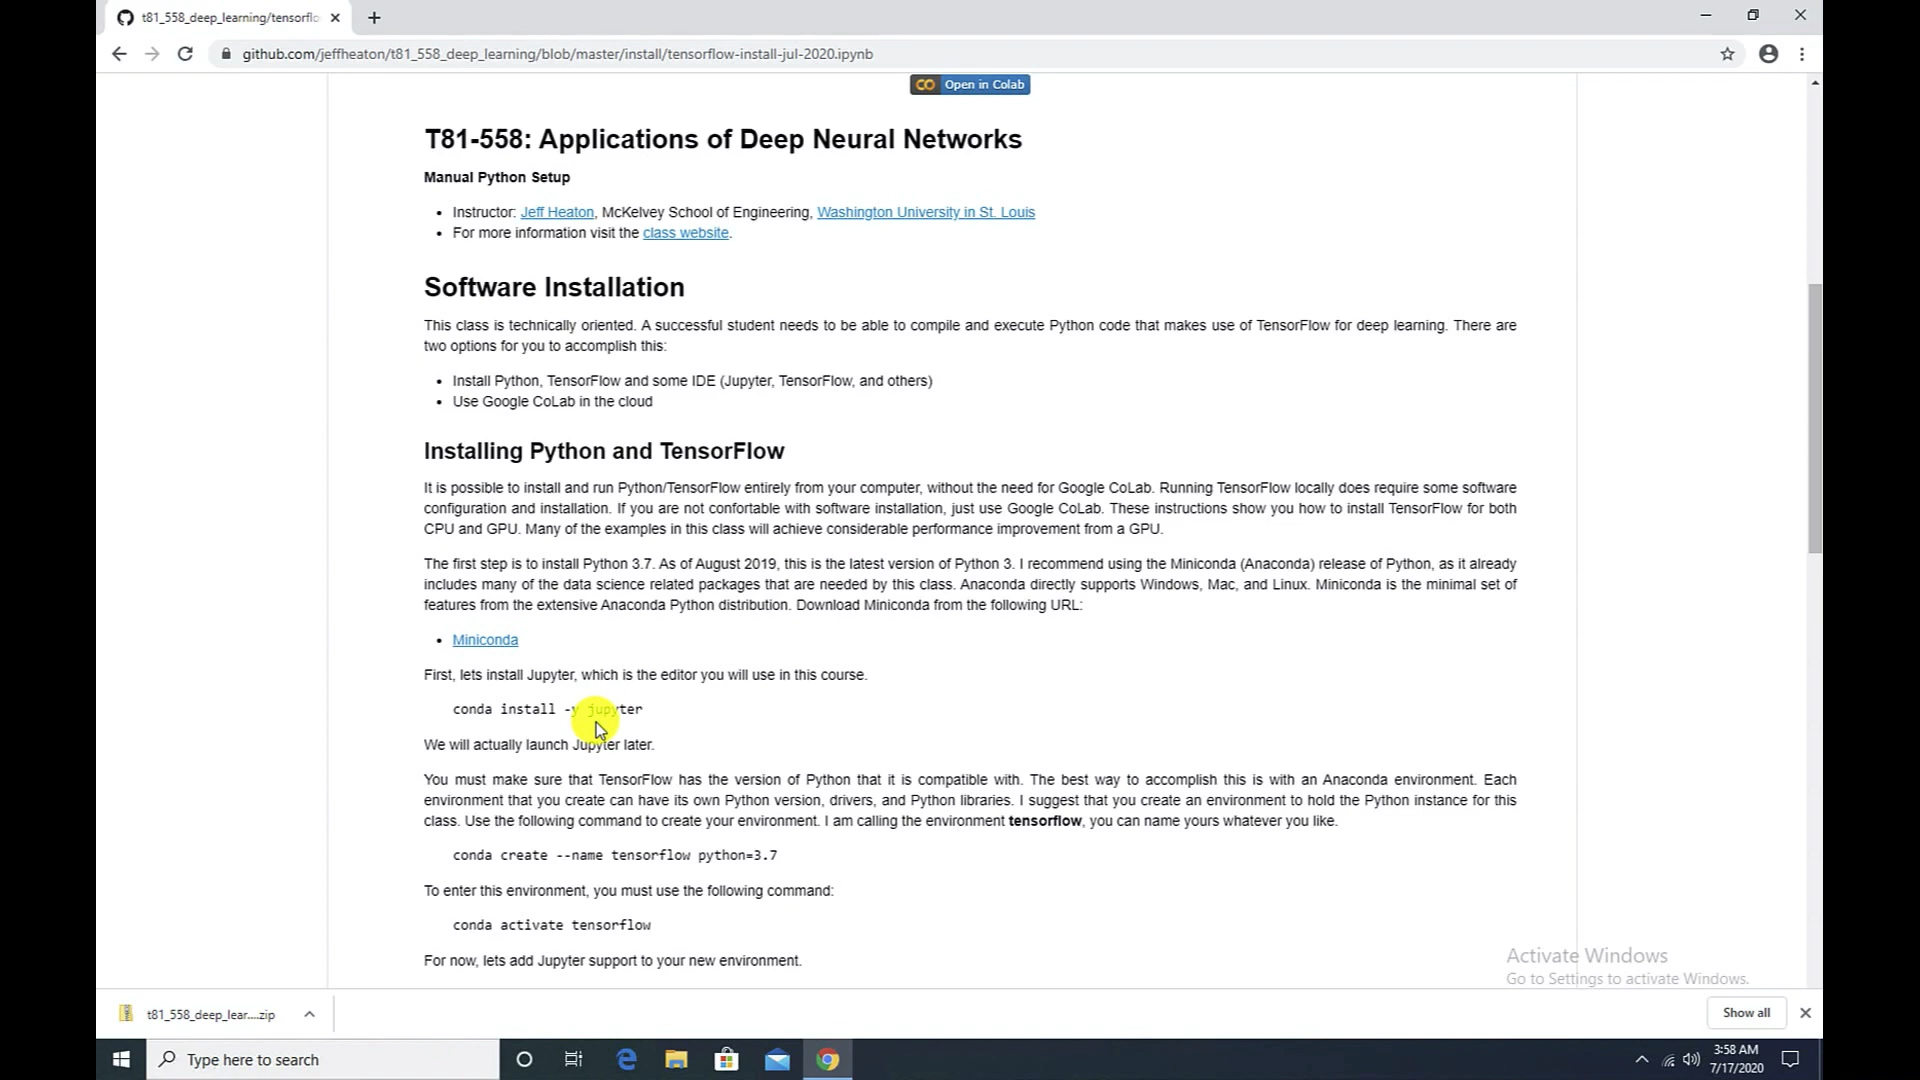 t81_558_deep_learning/tensorflo
github.com/jeffheaton/t81_558_deep_learning/blob/master/install/tensorflow-install-jul-2020.ipynb
CO Open in Colab
T81-558: Applications of Deep Neural Networks
Manual Python Setup
• Instructor: Jeff Heaton, McKelvey School of Engineering, Washington University in St. Louis
• For more information visit the class website.
Software Installation
This class is technically oriented. A successful student needs to be able to compile and execute Python code that makes use of TensorFlow for deep learning. There are
two options for you to accomplish this:
• Install Python, TensorFlow and some IDE (Jupyter, TensorFlow, and others)
• Use Google CoLab in the cloud
Installing Python and TensorFlow
It is possible to install and run Python/TensorFlow entirely from your computer, without the need for Google CoLab. Running TensorFlow locally does require some software
configuration and installation. If you are not confortable with software installation, just use Google CoLab. These instructions show you how to install TensorFlow for both
CPU and GPU. Many of the examples in this class will achieve considerable performance improvement from a GPU.
The first step is to install Python 3.7. As of August 2019, this is the latest version of Python 3. I recommend using the Miniconda (Anaconda) release of Python, as it already
includes many of the data science related packages that are needed by this class. Anaconda directly supports Windows, Mac, and Linux. Miniconda is the minimal set of
features from the extensive Anaconda Python distribution. Download Miniconda from the following URL:
• Miniconda
First, lets install Jupyter, which is the editor you will use in this course.
conda install -y jupyter
We will actually launch Jupyter later.
You must make sure that TensorFlow has the version of Python that it is compatible with. The best way to accomplish this is with an Anaconda environment. Each
environment that you create can have its own Python version, drivers, and Python libraries. I suggest that you create an environment to hold the Python instance for this
class. Use the following command to create your environment. I am calling the environment tensorflow, you can name yours whatever you like.
conda create --name tensorflow python=3.7
To enter this environment, you must use the following command:
conda activate tensorflow
For now, lets add Jupyter support to your new environment.
Activate Windows
Go to Settings to activate Windows.
t81_558_deep_lear....zip
Show all
Type here to search
3:58 AM
7/17/2020